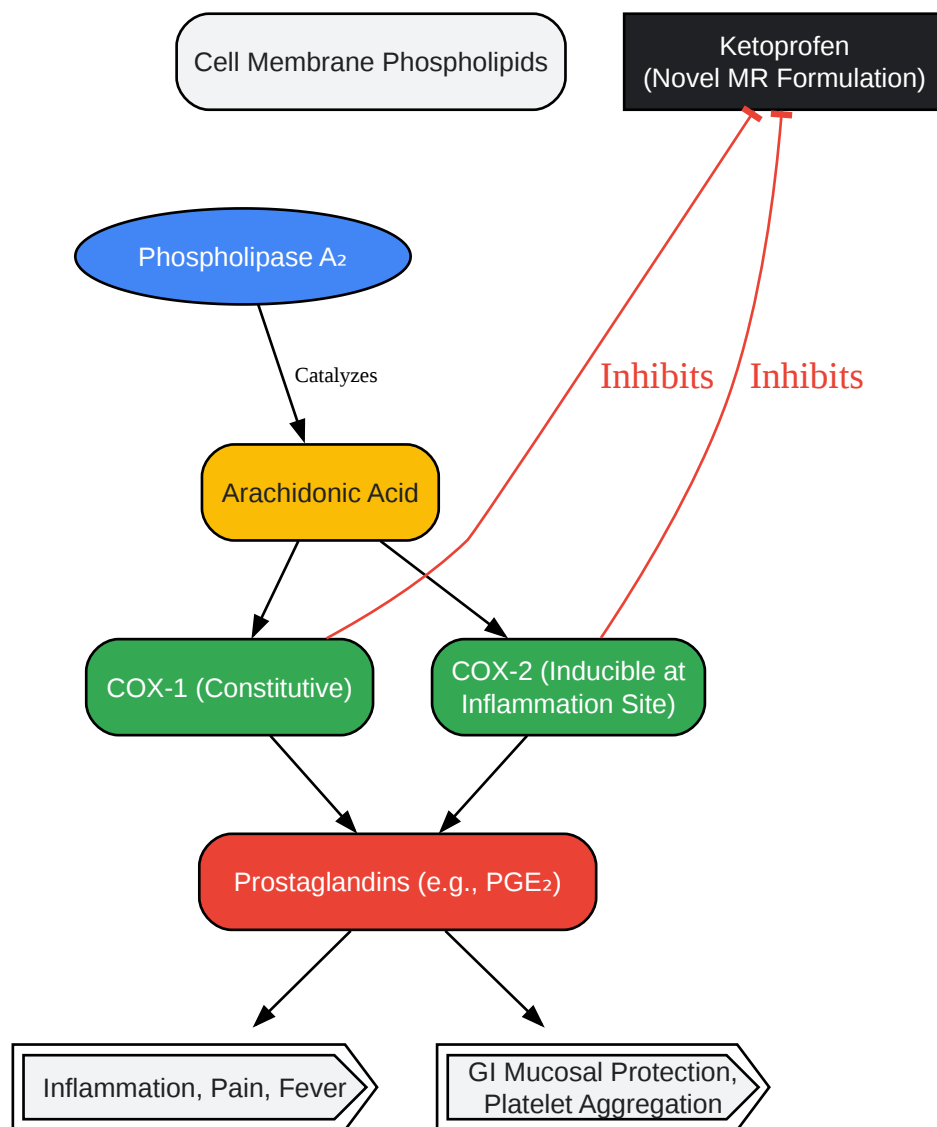 Cell Membrane Phospholipids
Ketoprofen
(Novel MR Formulation)
Phospholipase A₂
Catalyzes
Inhibits
Inhibits
Arachidonic Acid
COX-1 (Constitutive)
COX-2 (Inducible at
Inflammation Site)
Prostaglandins (e.g., PGE₂)
Inflammation, Pain, Fever
GI Mucosal Protection,
Platelet Aggregation